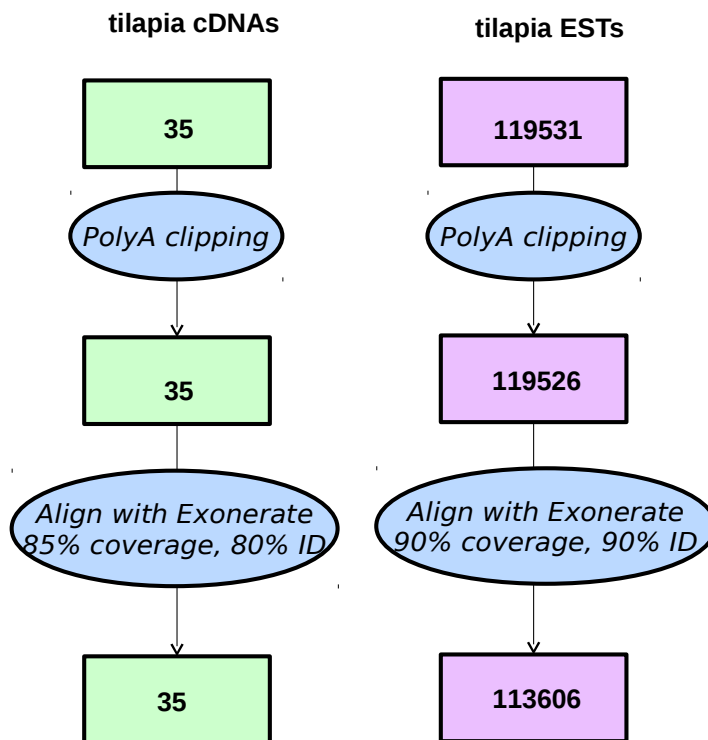 tilapia cDNAs
35
PolyA clipping
35
Align with Exonerate
85% coverage, 80% ID
35
tilapia ESTs
119531
PolyA clipping
119526
Align with Exonerate
90% coverage, 90% ID
113606